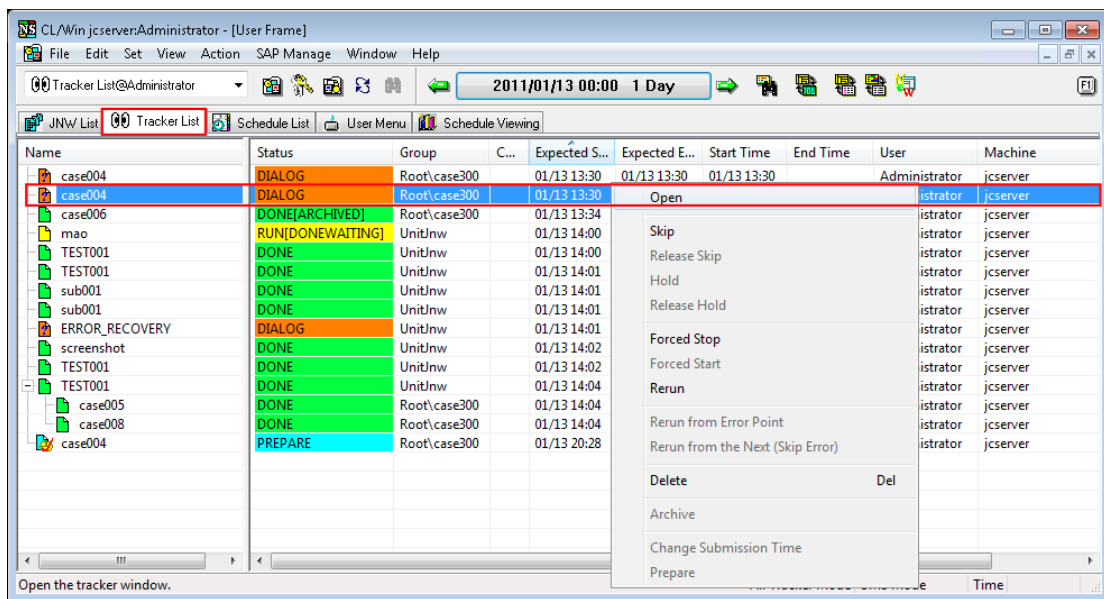 CL/Win jcserver:Administrator - [User Frame]
File Edit Set View Action SAP Manage Window Help
Tracker List@Administrator 2011/01/13 00:00 1 Day F1
JNW List Tracker List Schedule List User Menu Schedule Viewing
Name Status Group C... Expected S... Expected E... Start Time End Time User Machine
case004 DIALOG Root\case300 01/13 13:30 01/13 13:30 01/13 13:30 Administrator jcserver
case004 DIALOG Root\case300 01/13 13:30 Open istrator jcserver
case006 DONE[ARCHIVED] Root\case300 01/13 13:34 istrator jcserver
mao RUN[DONEWAITING] UnitJnw 01/13 14:00 Skip istrator jcserver
TEST001 DONE UnitJnw 01/13 14:00 Release Skip istrator jcserver
TEST001 DONE UnitJnw 01/13 14:01 Hold istrator jcserver
sub001 DONE UnitJnw 01/13 14:01 istrator jcserver
sub001 DONE UnitJnw 01/13 14:01 Release Hold istrator jcserver
ERROR_RECOVERY DIALOG UnitJnw 01/13 14:01 Forced Stop istrator jcserver
screenshot DONE UnitJnw 01/13 14:02 istrator jcserver
TEST001 DONE UnitJnw 01/13 14:02 Forced Start istrator jcserver
TEST001 DONE UnitJnw 01/13 14:04 Rerun istrator jcserver
case005 DONE Root\case300 01/13 14:04 istrator jcserver
case008 DONE Root\case300 01/13 14:04 Rerun from Error Point istrator jcserver
case004 PREPARE Root\case300 01/13 20:28 Rerun from the Next (Skip Error) istrator jcserver
Delete Del
Archive
Change Submission Time
Prepare
Open the tracker window. Time